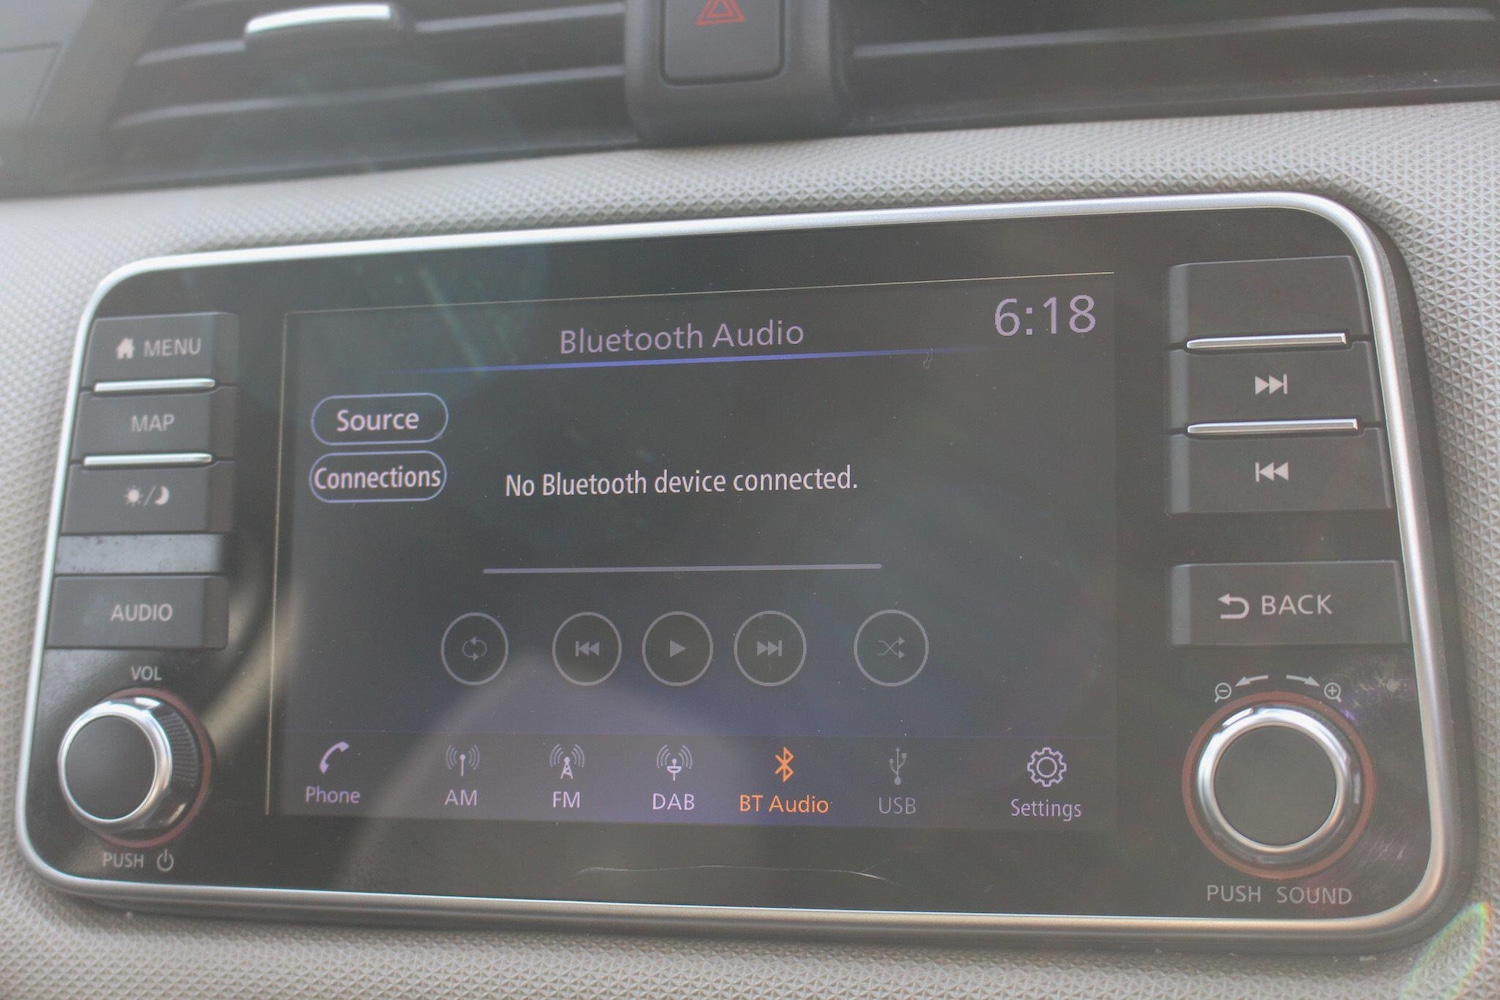 MENU
MAP
AUDIO
VOL
PUSH
Bluetooth Audio
6:18
Source
Connections
No Bluetooth device connected.
Phone
AM
FM
DAB
BT Audio
USB
Settings
BACK
PUSH SOUND